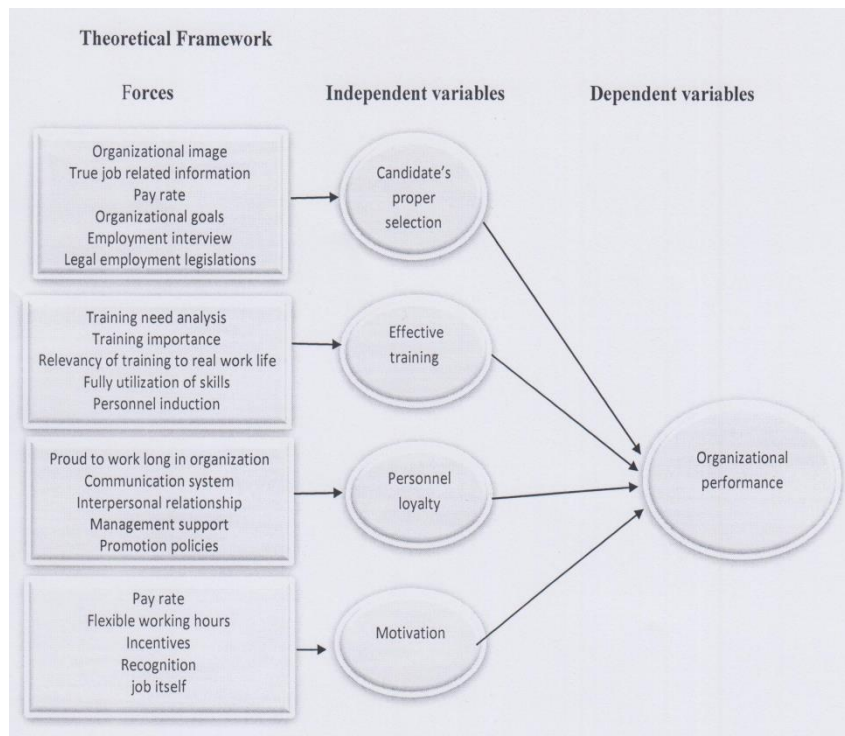 Theoretical Framework
Forces
Independent variables
Dependent variables
Organizational image
True job related information
Pay rate
Organizational goals
Employment interview
Legal employment legislations
Candidate's
proper
selection
Training need analysis
Training importance
Relevancy of training to real work life
Fully utilization of skills
Personnel induction
Effective
training
Proud to work long in organization
Communication system
Interpersonal relationship
Management support
Promotion policies
Personnel
loyalty
Organizational
performance
Pay rate
Flexible working hours
Incentives
Recognition
job itself
Motivation